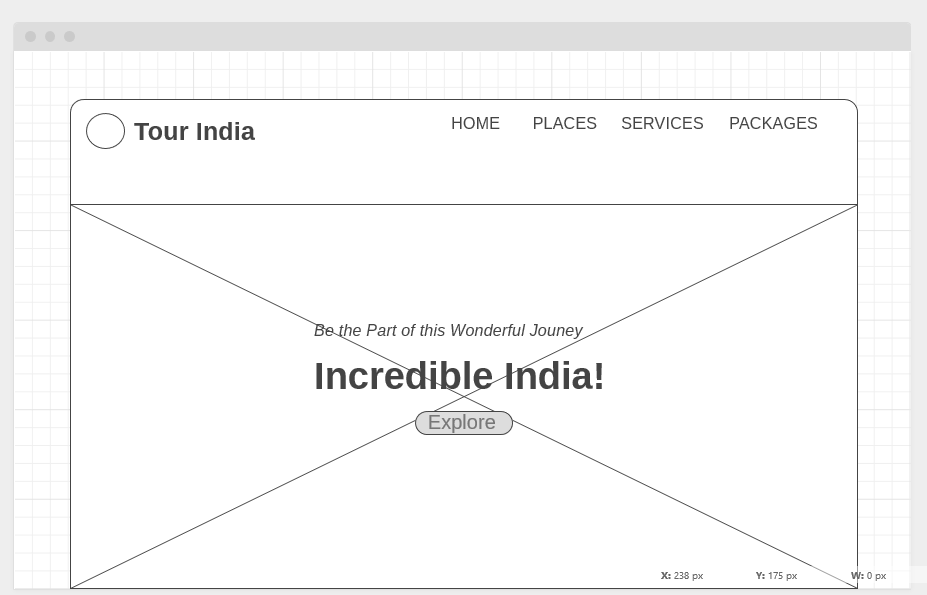 Tour India
HOME PLACES SERVICES PACKAGES
Be the Part of this Wonderful Jouney
Incredible India!
Explore
X: 238 px Y: 175 px W: 0 px